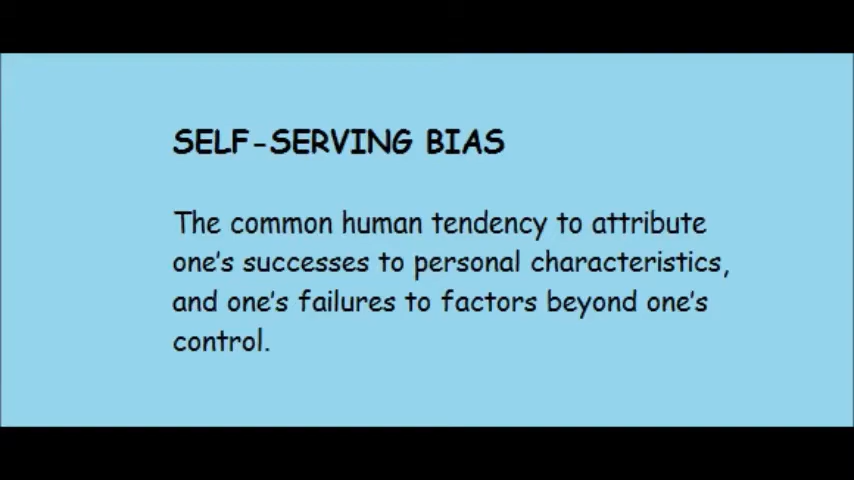 SELF-SERVING BIAS
The common human tendency to attribute
one's successes to personal characteristics,
and one's failures to factors beyond one's
control.